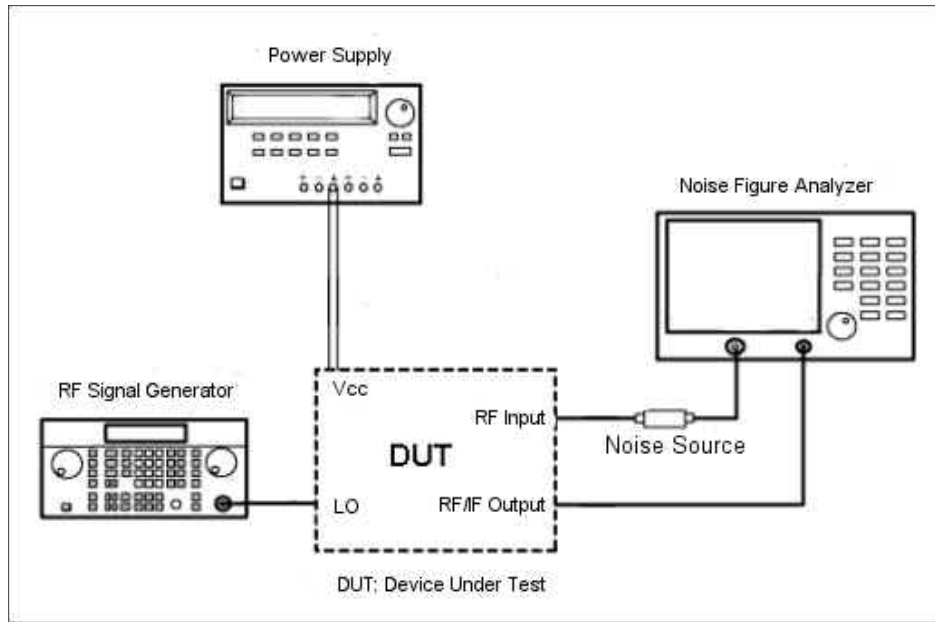 Power Supply
Noise Figure Analyzer
RF Signal Generator
Vcc
RF Input
Noise Source
DUT
LO
RF/IF Output
DUT; Device Under Test